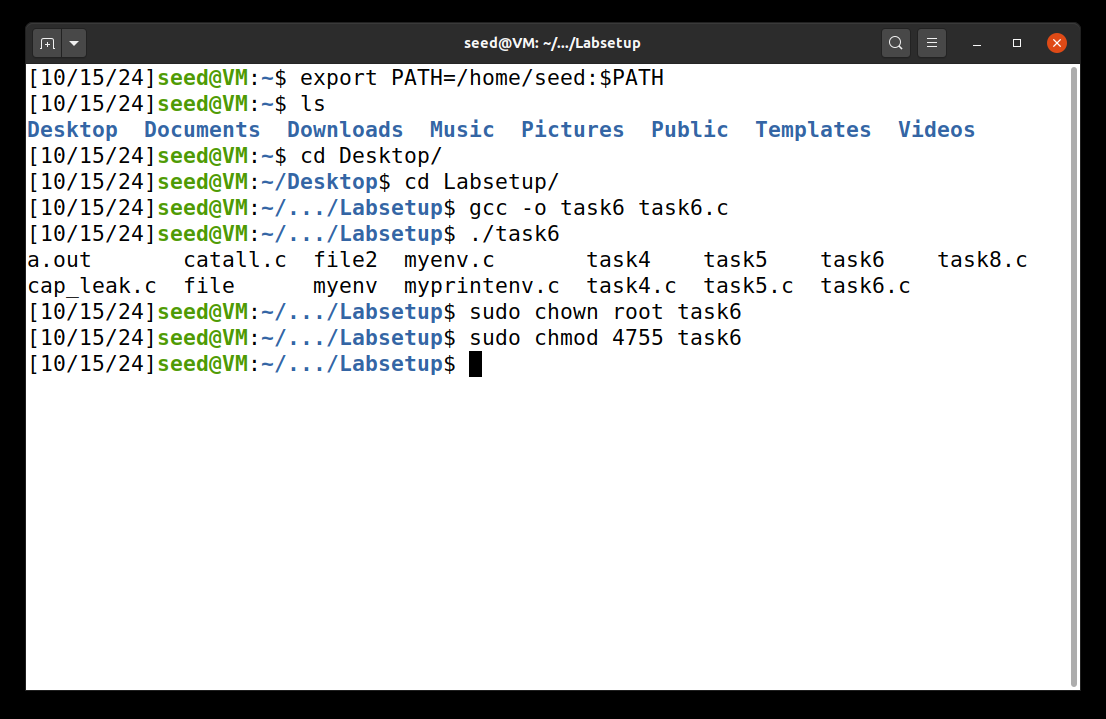 seed@VM: ~/.../Labsetup
[10/15/24]seed@VM:~$ export PATH=/home/seed:$PATH
[10/15/24]seed@VM:~$ ls
Desktop  Documents  Downloads  Music  Pictures  Public  Templates  Videos
[10/15/24]seed@VM:~$ cd Desktop/
[10/15/24]seed@VM:~/Desktop$ cd Labsetup/
[10/15/24]seed@VM:~/.../Labsetup$ gcc -o task6 task6.c
[10/15/24]seed@VM:~/.../Labsetup$ ./task6
a.out       catall.c  file2  myenv.c       task4    task5    task6    task8.c
cap_leak.c  file      myenv  myprintenv.c  task4.c  task5.c  task6.c
[10/15/24]seed@VM:~/.../Labsetup$ sudo chown root task6
[10/15/24]seed@VM:~/.../Labsetup$ sudo chmod 4755 task6
[10/15/24]seed@VM:~/.../Labsetup$